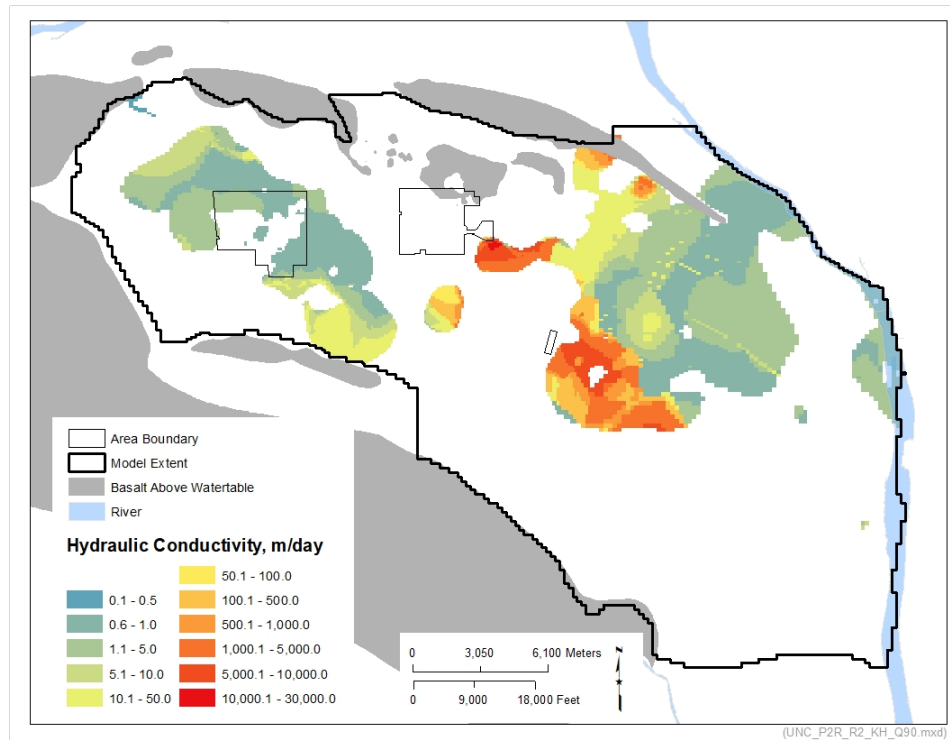 Area Boundary
Model Extent
Basalt Above Watertable
River
Hydraulic Conductivity, m/day
0.1 - 0.5
0.6 - 1.0
1.1 - 5.0
5.1 - 10.0
10.1 - 50.0
50.1 - 100.0
100.1 - 500.0
500.1 - 1,000.0
1,000.1 - 5,000.0
5,000.1 - 10,000.0
10,000.1 - 30,000.0
0 3,050 6,100 Meters
0 9,000 18,000 Feet
N
(UNC_P2R_R2_KH_Q90.mxd)